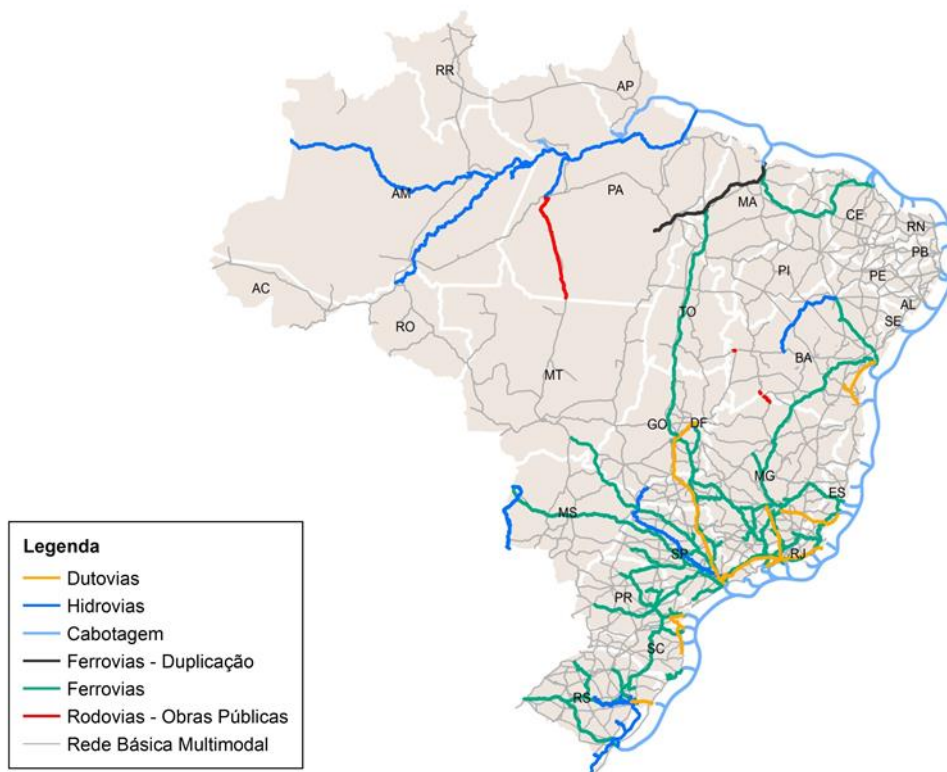 RR
AP
AM
PA
MA
CE
RN
PB
PE
PI
AL
SE
AC
RO
TO
BA
MT
GO
DF
MG
ES
MS
SP
RJ
PR
SC
RS
Legenda
Dutovias
Hidrovias
Cabotagem
Ferrovias - Duplicação
Ferrovias
Rodovias - Obras Públicas
Rede Básica Multimodal